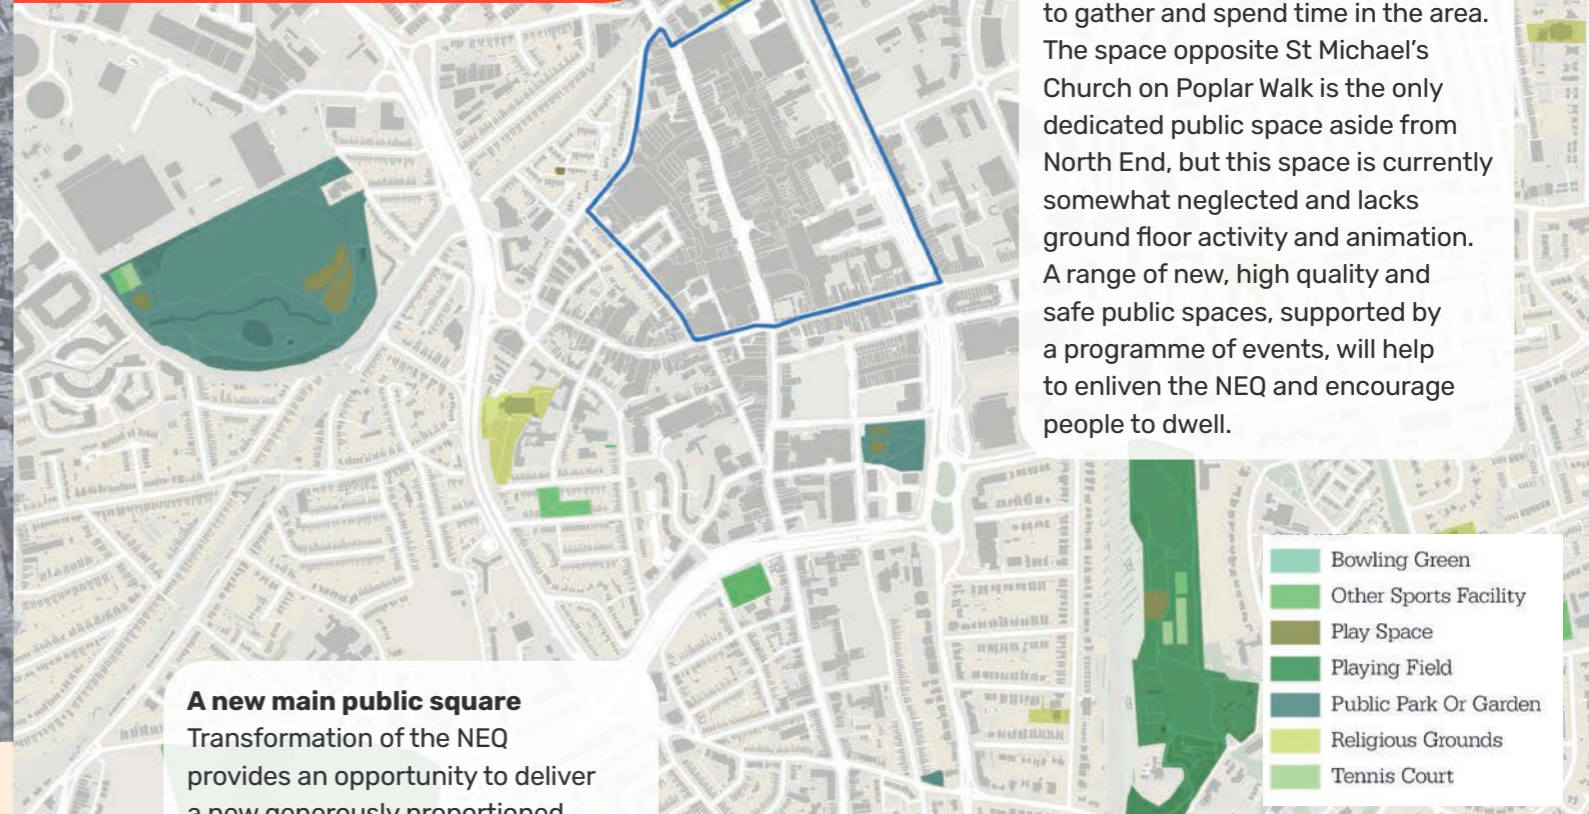 to gather and spend time in the area.
The space opposite St Michael’s
Church on Poplar Walk is the only
dedicated public space aside from
North End, but this space is currently
somewhat neglected and lacks
ground floor activity and animation.
A range of new, high quality and
safe public spaces, supported by
a programme of events, will help
to enliven the NEQ and encourage
people to dwell.
Bowling Green
Other Sports Facility
Play Space
Playing Field
Public Park Or Garden
Religious Grounds
Tennis Court
A new main public square
Transformation of the NEQ
provides an opportunity to deliver
a new generously proportioned